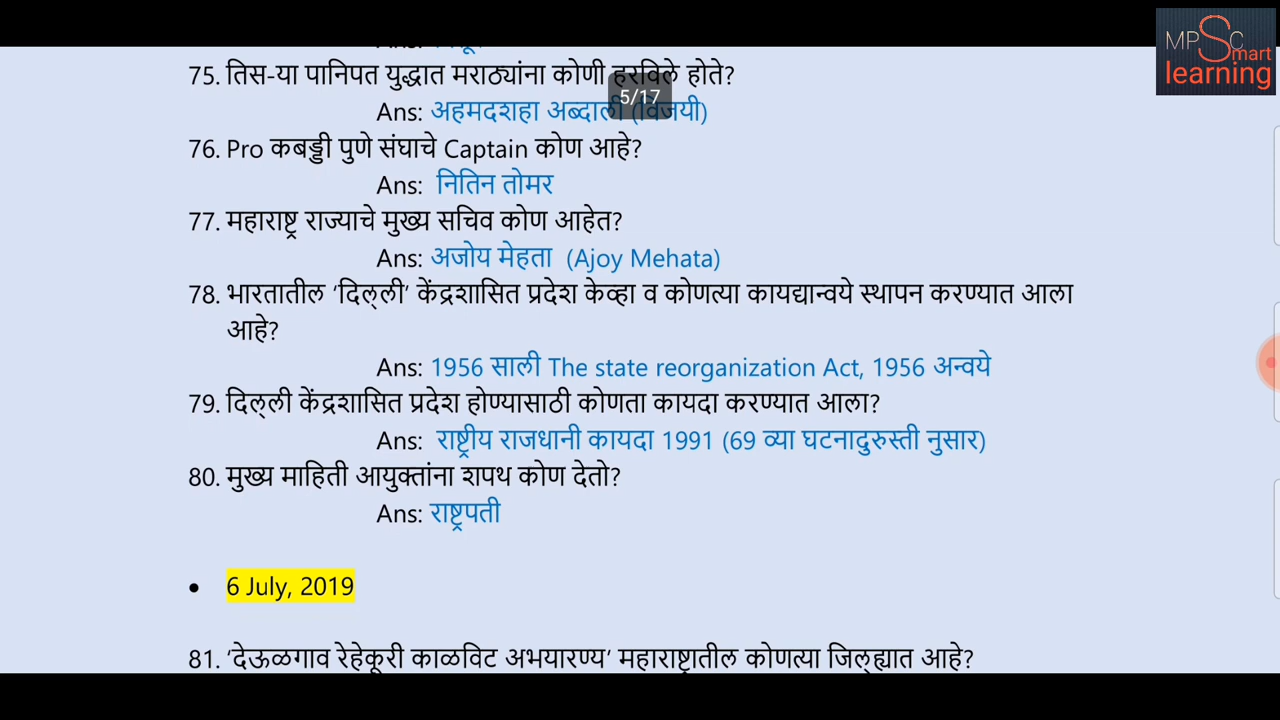 MPSC
Smart
learning
75. तिस-या पानिपत युद्धात मराठ्यांना कोणी हरविले होते?
5/17
Ans: अहमदशहा अब्दाली (विजयी)
76. Pro कबड्डी पुणे संघाचे Captain कोण आहे?
Ans: नितिन तोमर
77. महाराष्ट्र राज्याचे मुख्य सचिव कोण आहेत?
Ans: अजोय मेहता (Ajoy Mehata)
78. भारतातील ‘दिल्ली’ केंद्रशासित प्रदेश केव्हा व कोणत्या कायद्यान्वये स्थापन करण्यात आला
आहे?
Ans: 1956 साली The state reorganization Act, 1956 अन्वये
79. दिल्ली केंद्रशासित प्रदेश होण्यासाठी कोणता कायदा करण्यात आला?
Ans: राष्ट्रीय राजधानी कायदा 1991 (69 व्या घटनादुरुस्ती नुसार)
80. मुख्य माहिती आयुक्तांना शपथ कोण देतो?
Ans: राष्ट्रपती
• 6 July, 2019
81. ‘देऊळगाव रेहेकूरी काळविट अभयारण्य’ महाराष्ट्रातील कोणत्या जिल्ह्यात आहे?